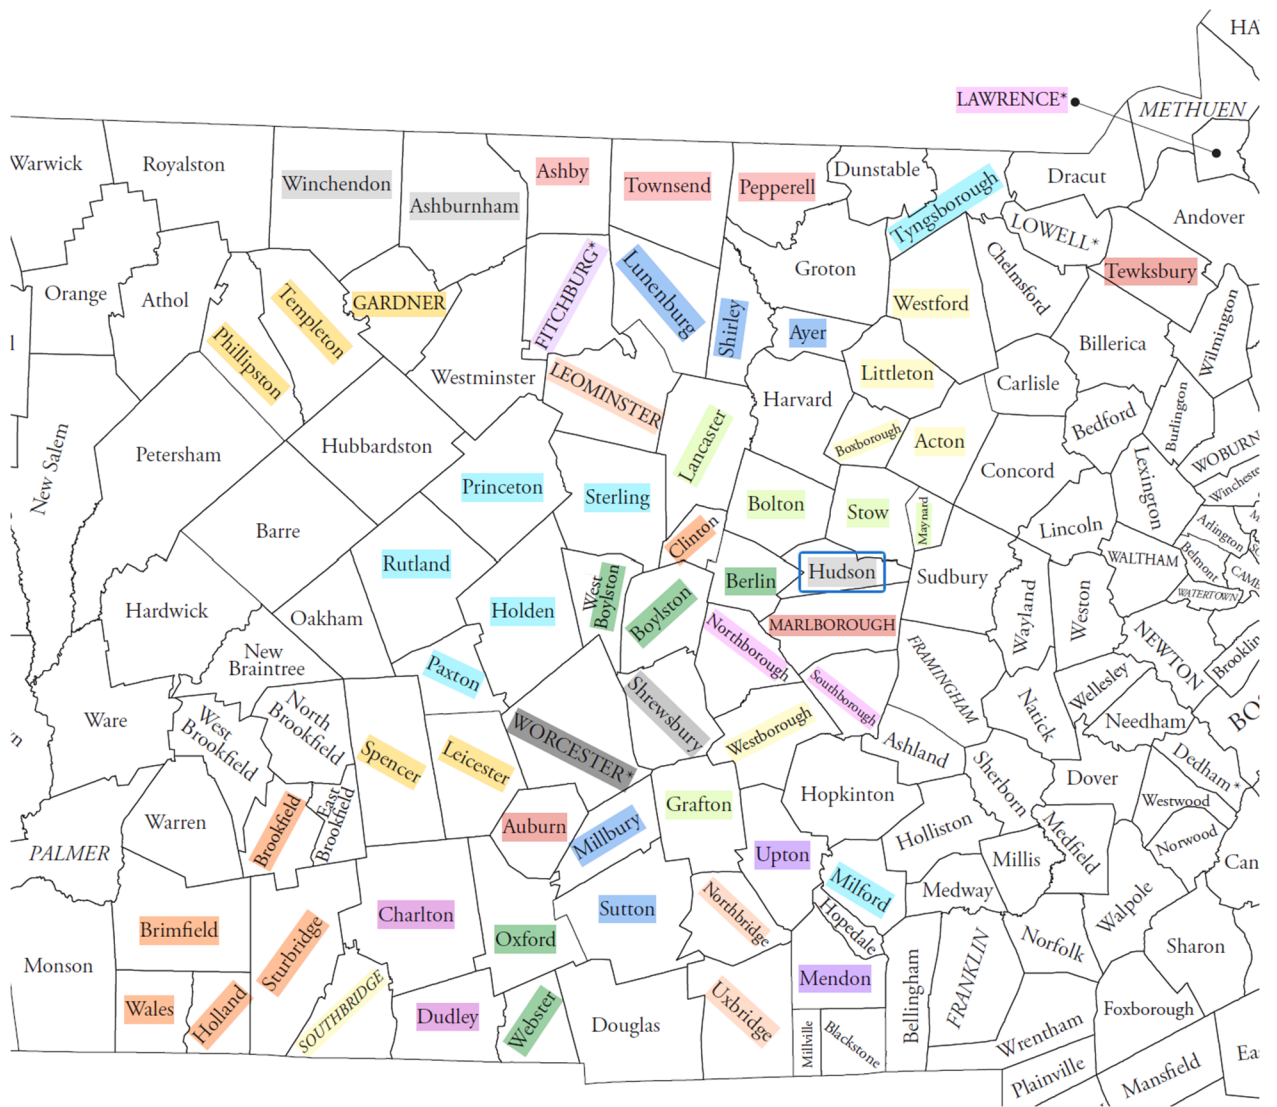 HA
LAWRENCE*
METHUEN
Warwick
Royalston
Winchendon
Ashburnham
Ashby
Townsend
Pepperell
Dunstable
Tyngsborough
Dracut
LOWELL*
Andover
Orange
Athol
Templeton
GARDNER
Phillipston
FITCHBURG*
Lunenburg
Shirley
Groton
Ayer
Westford
Chelmsford
Tewksbury
Wilmington
Billerica
l
Westminster
LEOMINSTER
Harvard
Littleton
Carlisle
Bedford
Burlington
WOBURN
New Salem
Petersham
Hubbardston
Princeton
Sterling
Lancaster
Boxborough
Acton
Concord
Lexington
Winchest
Barre
Rutland
Clinton
Bolton
Stow
Maynard
Lincoln
Arlington
Hardwick
Oakham
Holden
West
Boylston
Boylston
Berlin
Hudson
Sudbury
Wayland
Weston
WALTHAM
Belmont
CAMB
WATERTOWN
New
Braintree
Paxton
Northborough
MARLBOROUGH
Southborough
FRAMINGHAM
NEWTON
Brooklin
Ware
West
Brookfield
North
Brookfield
Spencer
Leicester
WORCESTER*
Shrewsbury
Westborough
Ashland
Natick
Wellesley
Needham
BO
Dedham*
Warren
Brookfield
East
Brookfield
Auburn
Millbury
Grafton
Hopkinton
Holliston
Sherborn
Dover
Westwood
Norwood
PALMER
Upton
Milford
Hopedale
Medway
Millis
Medfield
Walpole
Can
Brimfield
Sturbridge
Charlton
Oxford
Sutton
Northbridge
Mendon
Bellingham
FRANKLIN
Norfolk
Sharon
Monson
Wales
Holland
SOUTHBRIDGE
Dudley
Webster
Douglas
Uxbridge
Millville
Blackstone
Wrentham
Foxborough
Plainville
Mansfield
Ea